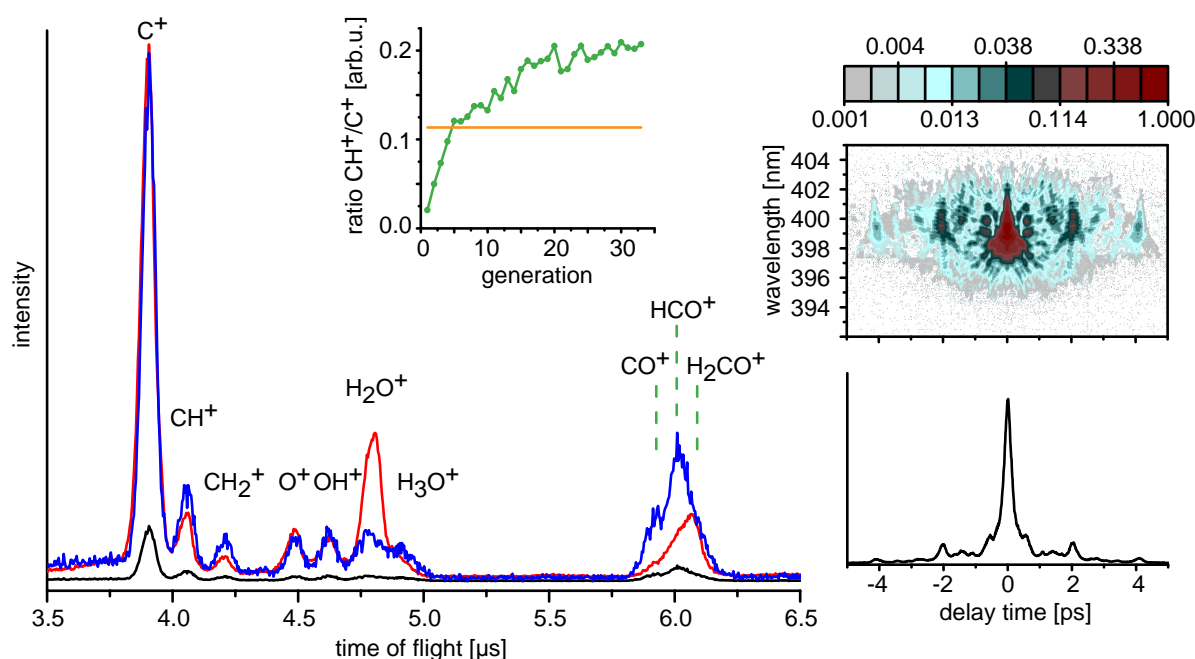 C⁺
CH⁺
CH₂⁺
O⁺ OH⁺
H₂O⁺
H₃O⁺
HCO⁺
CO⁺
H₂CO⁺
intensity
3.5 4.0 4.5 5.0 5.5 6.0 6.5
time of flight [µs]
ratio CH⁺/C⁺ [arb.u.]
0.2
0.1
0.0
0 10 20 30
generation
0.004 0.038 0.338
0.001 0.013 0.114 1.000
wavelength [nm]
404
402
400
398
396
394
-4 -2 0 2 4
delay time [ps]